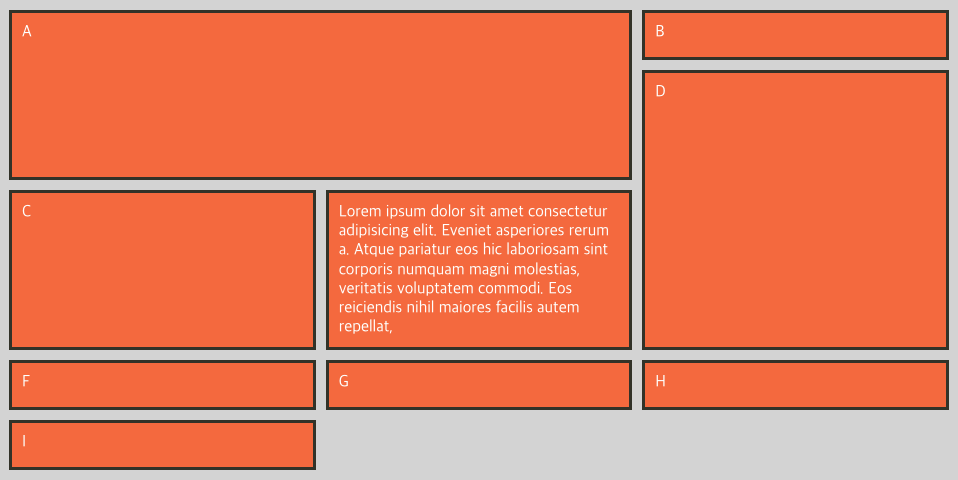 A
B
D
C
Lorem ipsum dolor sit amet consectetur
adipisicing elit. Eveniet asperiores rerum
a. Atque pariatur eos hic laboriosam sint
corporis numquam magni molestias,
veritatis voluptatem commodi. Eos
reiciendis nihil maiores facilis autem
repellat,
F
G
H
I